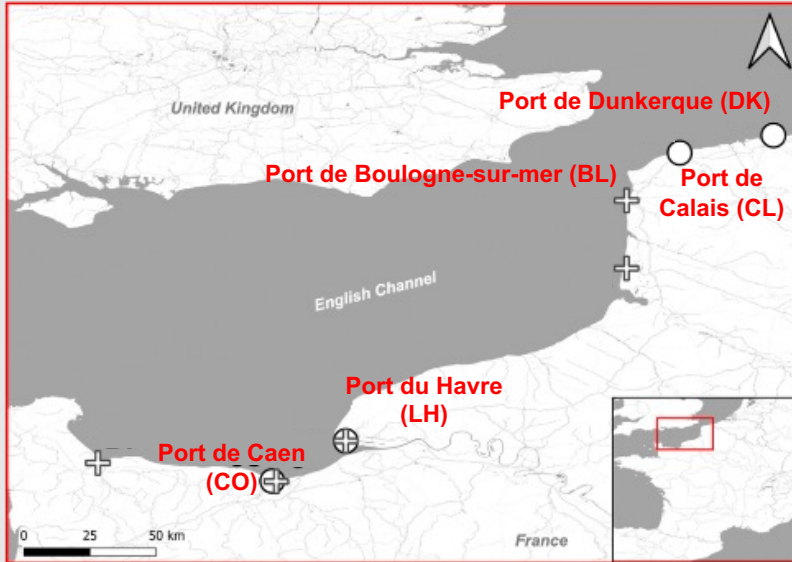 United Kingdom
Port de Dunkerque (DK)
Port de Boulogne-sur-mer (BL)
Port de
Calais (CL)
English Channel
Port du Havre
(LH)
Port de Caen
(CO)
0 25 50 km
France